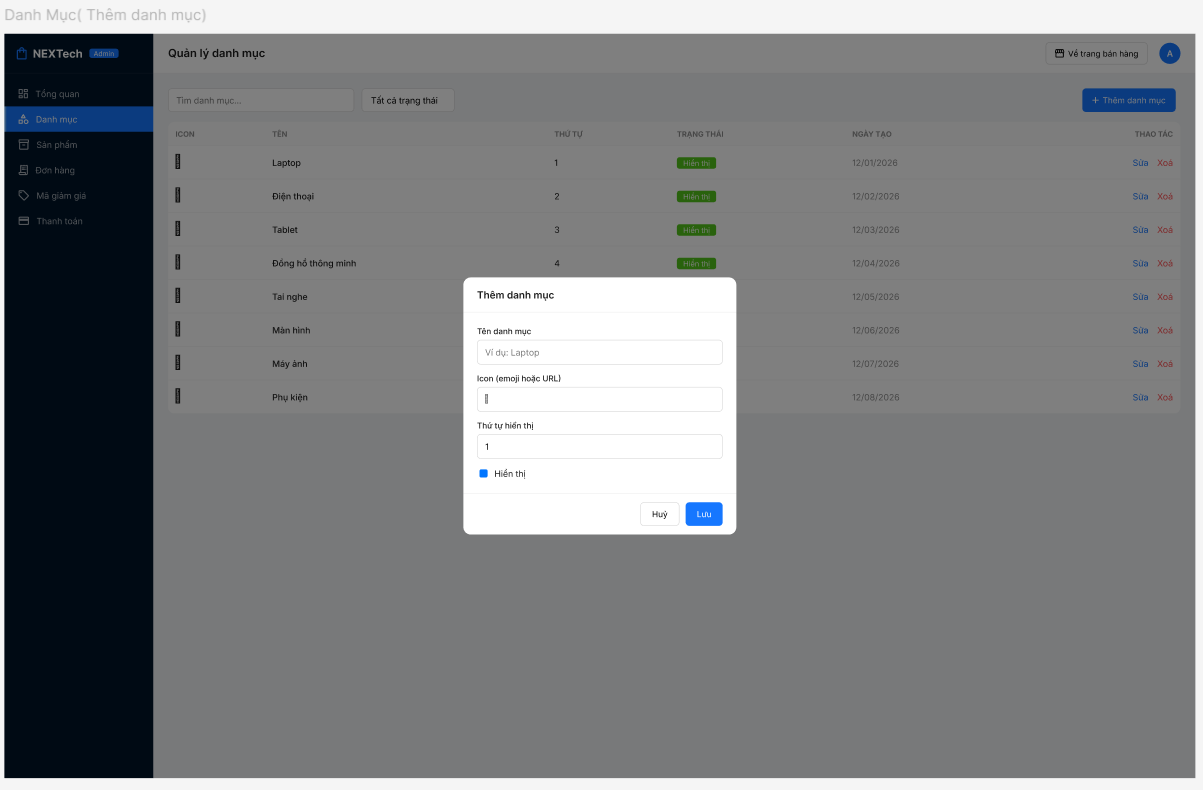 Danh Mục( Thêm danh mục)
NEXTech Admin
Quản lý danh mục
Về trang bán hàng
A
Tổng quan
Danh mục
Sản phẩm
Đơn hàng
Mã giảm giá
Thanh toán
Tìm danh mục...
Tất cả trạng thái
+ Thêm danh mục
ICON TÊN THỨ TỰ TRẠNG THÁI NGÀY TẠO THAO TÁC
Laptop 1 Hiển thị 12/01/2026 Sửa Xoá
Điện thoại 2 Hiển thị 12/02/2026 Sửa Xoá
Tablet 3 Hiển thị 12/03/2026 Sửa Xoá
Đồng hồ thông minh 4 Hiển thị 12/04/2026 Sửa Xoá
Tai nghe 12/05/2026 Sửa Xoá
Màn hình 12/06/2026 Sửa Xoá
Máy ảnh 12/07/2026 Sửa Xoá
Phụ kiện 12/08/2026 Sửa Xoá
Thêm danh mục
Tên danh mục
Ví dụ: Laptop
Icon (emoji hoặc URL)
Thứ tự hiển thị
1
Hiển thị
Huỷ
Lưu